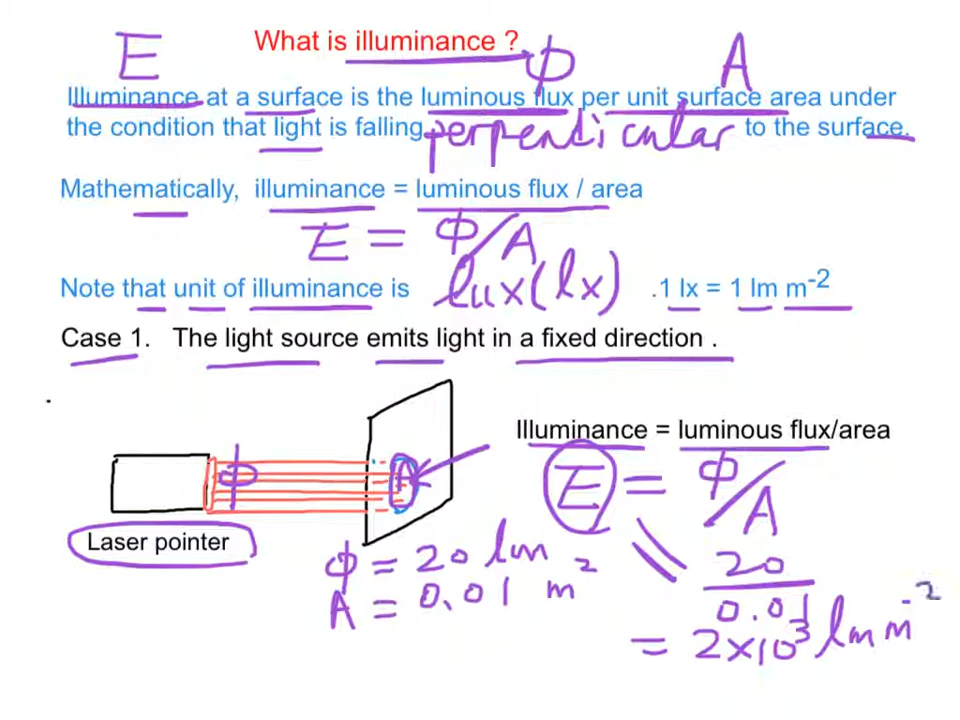 What is illuminance ?
E Φ A
Illuminance at a surface is the luminous flux per unit surface area under
the condition that light is falling perpendicular to the surface.
Mathematically, illuminance = luminous flux / area
E = Φ/A
Note that unit of illuminance is lux (lx) .1 lx = 1 lm m-2
Case 1. The light source emits light in a fixed direction .
Illuminance = luminous flux/area
Φ A E = Φ/A
Laser pointer
Φ = 20 lm
A = 0.01 m2
= 20/0.01
= 2×10³ lm m-2